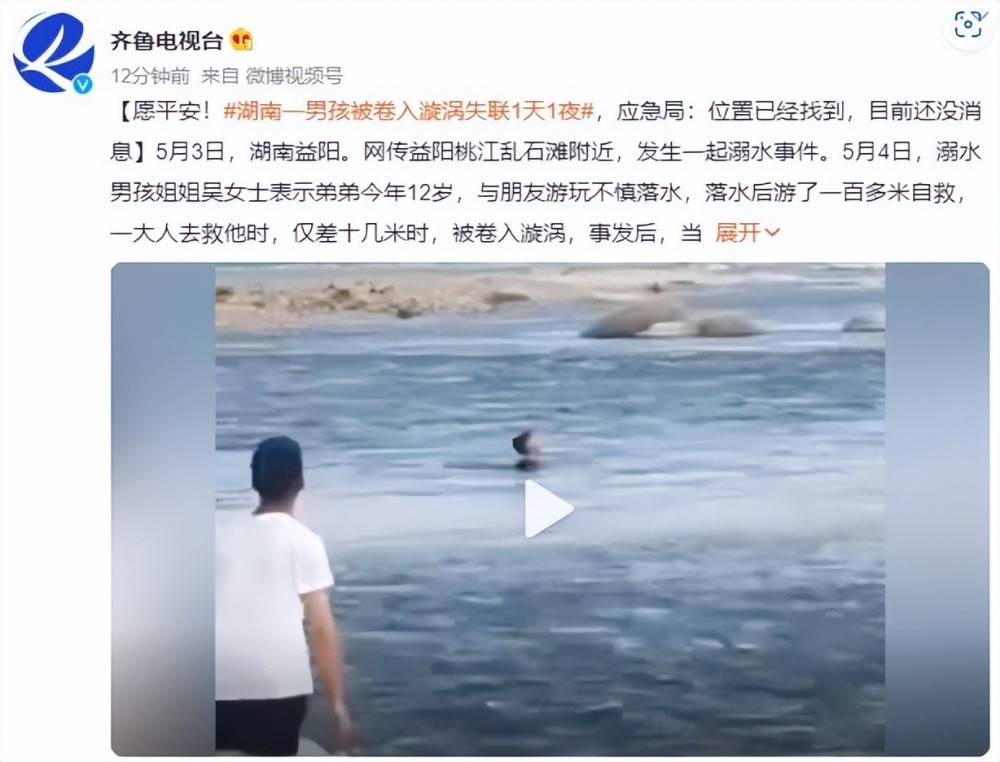 齐鲁电视台
12分钟前 来自 微博视频号
【愿平安！#湖南一男孩被卷入漩涡失联1天1夜#，应急局：位置已经找到，目前还没消
息】5月3日，湖南益阳。网传益阳桃江乱石滩附近，发生一起溺水事件。5月4日，溺水
男孩姐姐吴女士表示弟弟今年12岁，与朋友游玩不慎落水，落水后游了一百多米自救，
一大人去救他时，仅差十几米时，被卷入漩涡，事发后，当 展开